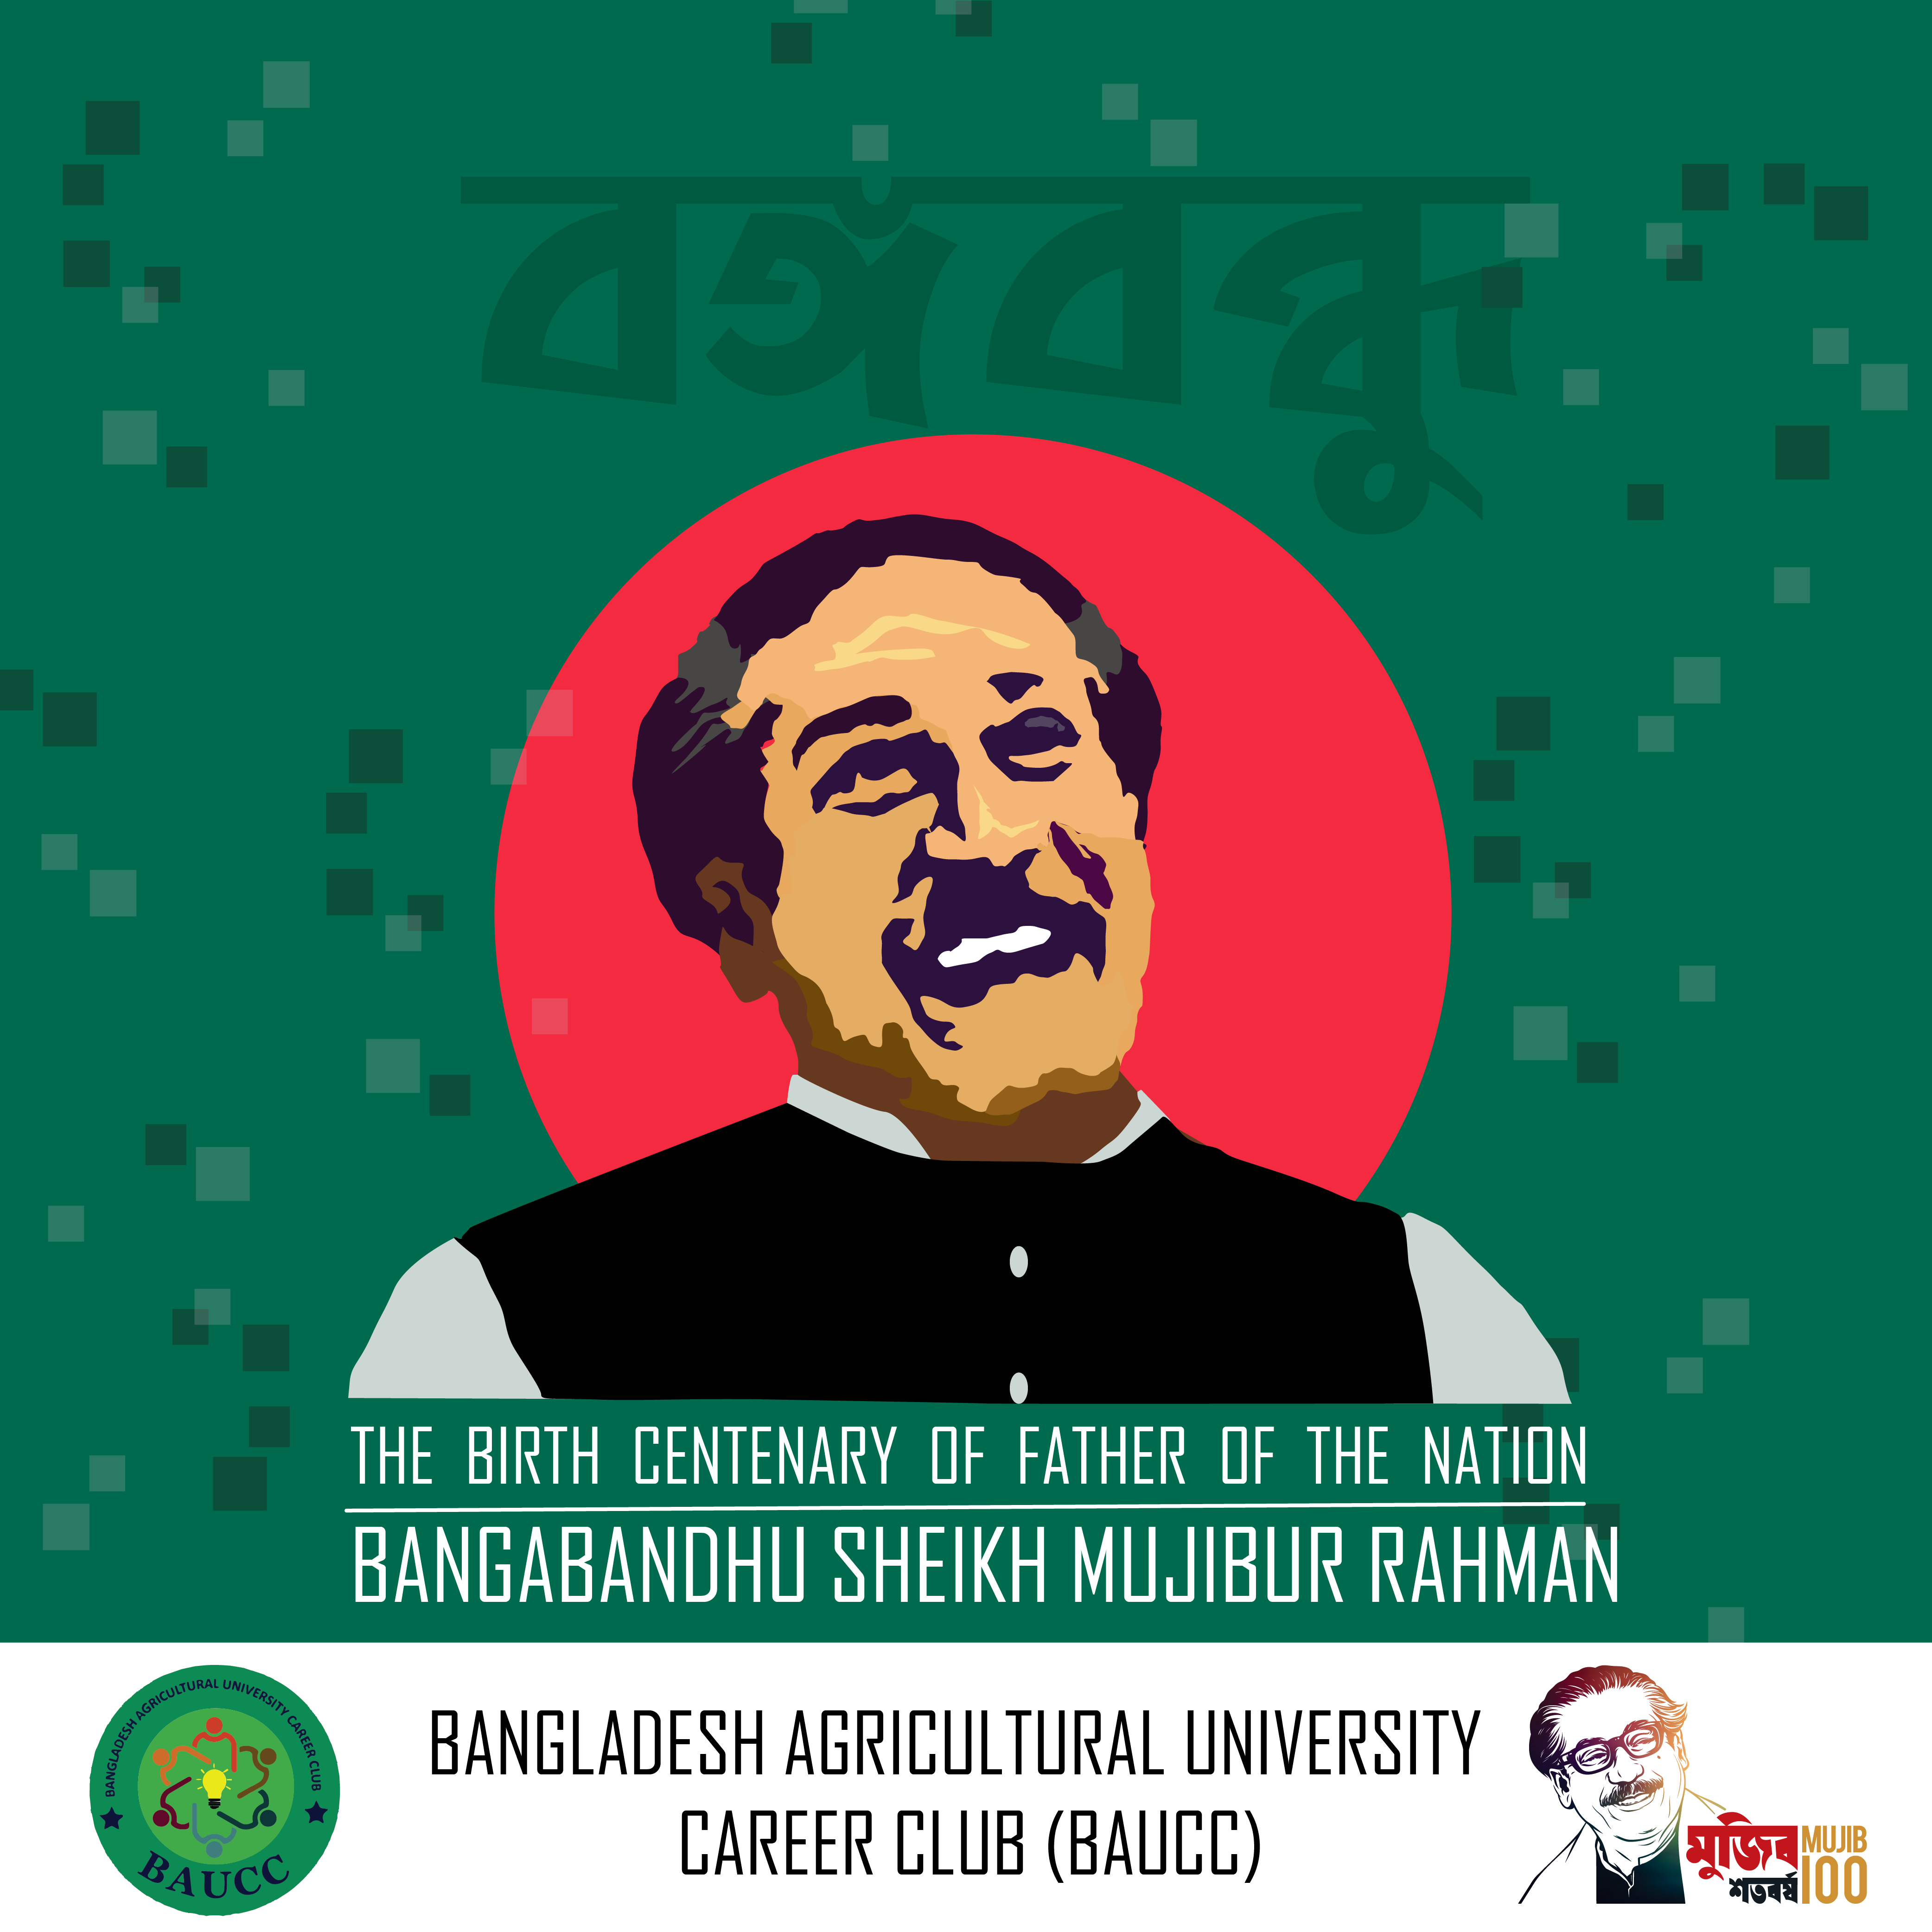 বঙ্গবন্ধু
THE BIRTH CENTENARY OF FATHER OF THE NATION
BANGABANDHU SHEIKH MUJIBUR RAHMAN
BANGLADESH AGRICULTURAL UNIVERSITY CAREER CLUB
BAUCC
BANGLADESH AGRICULTURAL UNIVERSITY
CAREER CLUB (BAUCC)
মুজিব
শতবর্ষ
MUJIB
100